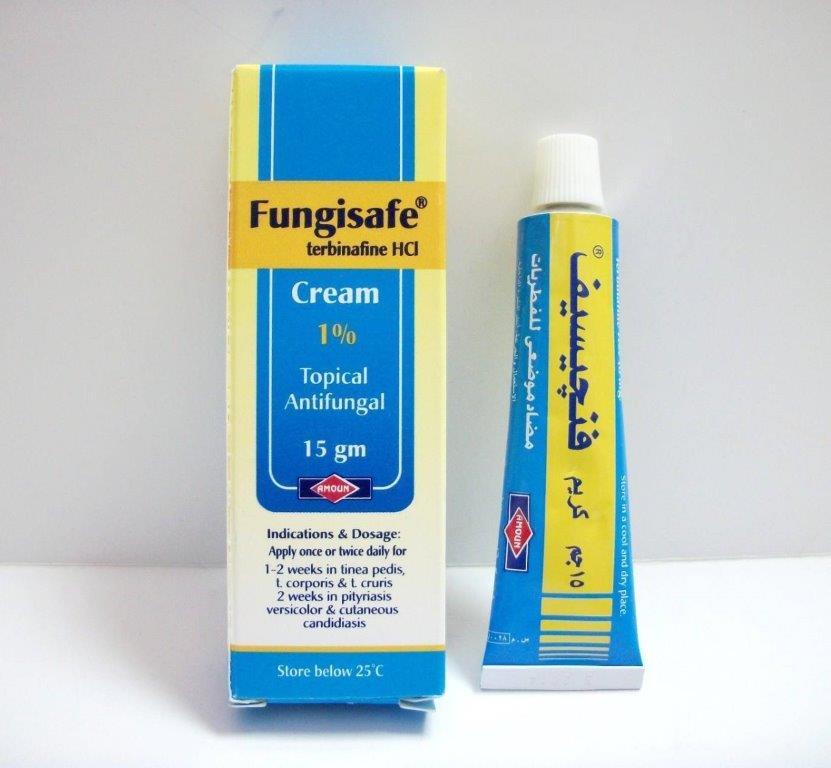 Fungisafe®
terbinafine HCl
Cream
1%
Topical
Antifungal
15 gm
AMOUN
Indications & Dosage:
Apply once or twice daily for
1-2 weeks in tinea pedis,
t. corporis & t. cruris
2 weeks in pityriasis
versicolor & cutaneous
candidiasis
Store below 25°C
فنچيسيف®
كريم
١٥ جم
مضاد موضعى للفطريات
AMOUN
Store in a cool and dry place.